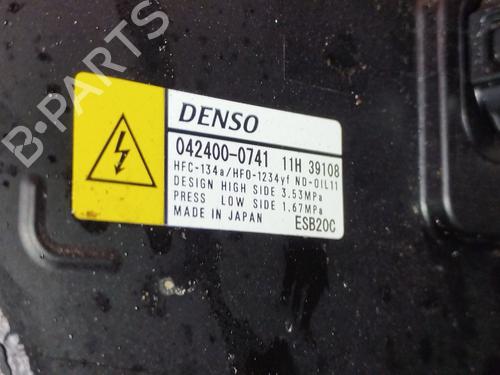 B-PARTS
DENSO
042400-0741 11H 39108
HFC-134a/HFO-1234yf ND-OIL11
DESIGN HIGH SIDE 3.53MPa
PRESS LOW SIDE 1.67MPa
MADE IN JAPAN ESB20C